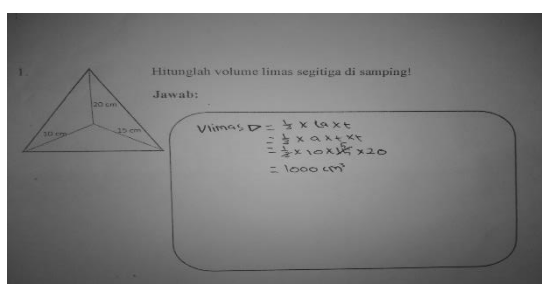 1.
Hitunglah volume limas segitiga di samping!
Jawab:
20 cm
10 cm
15 cm
Vlimas ▷ = 1/3 x La x t
= 1/3 x a x t x t
= 1/3 x 10 x 15 5 x 20
= 1000 cm³